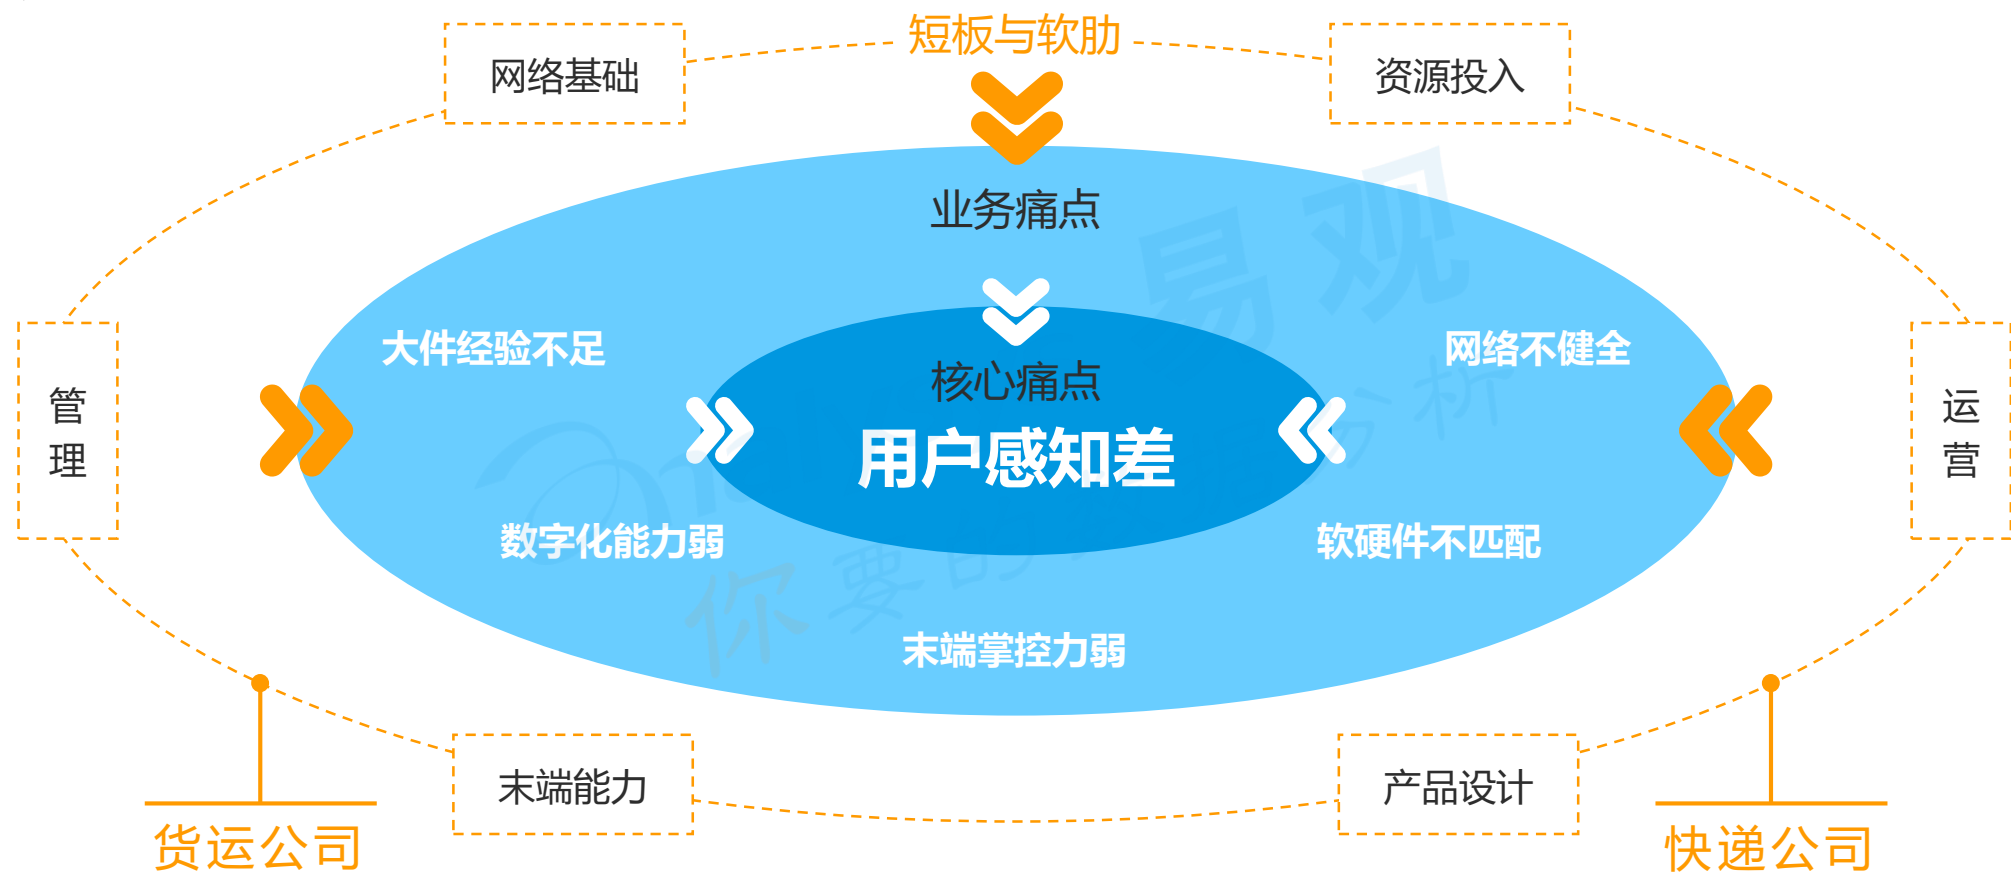 短板与软肋
网络基础
资源投入
业务痛点
易观
大件经验不足
网络不健全
核心痛点
用户感知差
管
理
运
营
数字化能力弱
软硬件不匹配
末端掌控力弱
末端能力
产品设计
货运公司
快递公司